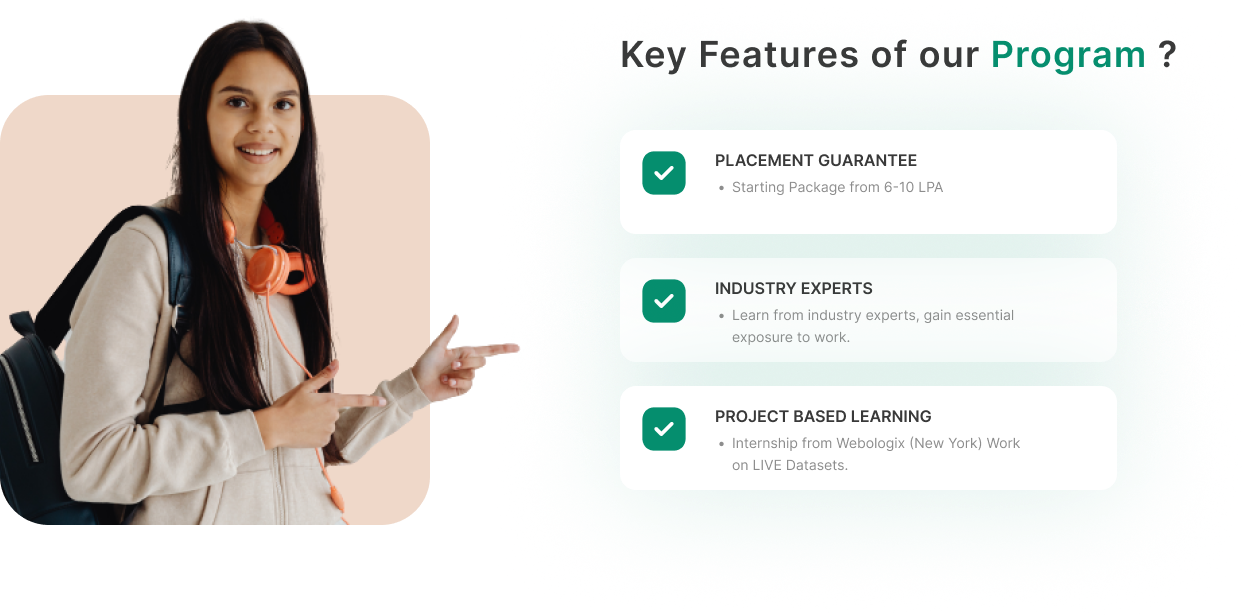 Key Features of our Program ?
PLACEMENT GUARANTEE
• Starting Package from 6-10 LPA
INDUSTRY EXPERTS
• Learn from industry experts, gain essential
exposure to work.
PROJECT BASED LEARNING
• Internship from Webologix (New York) Work
on LIVE Datasets.